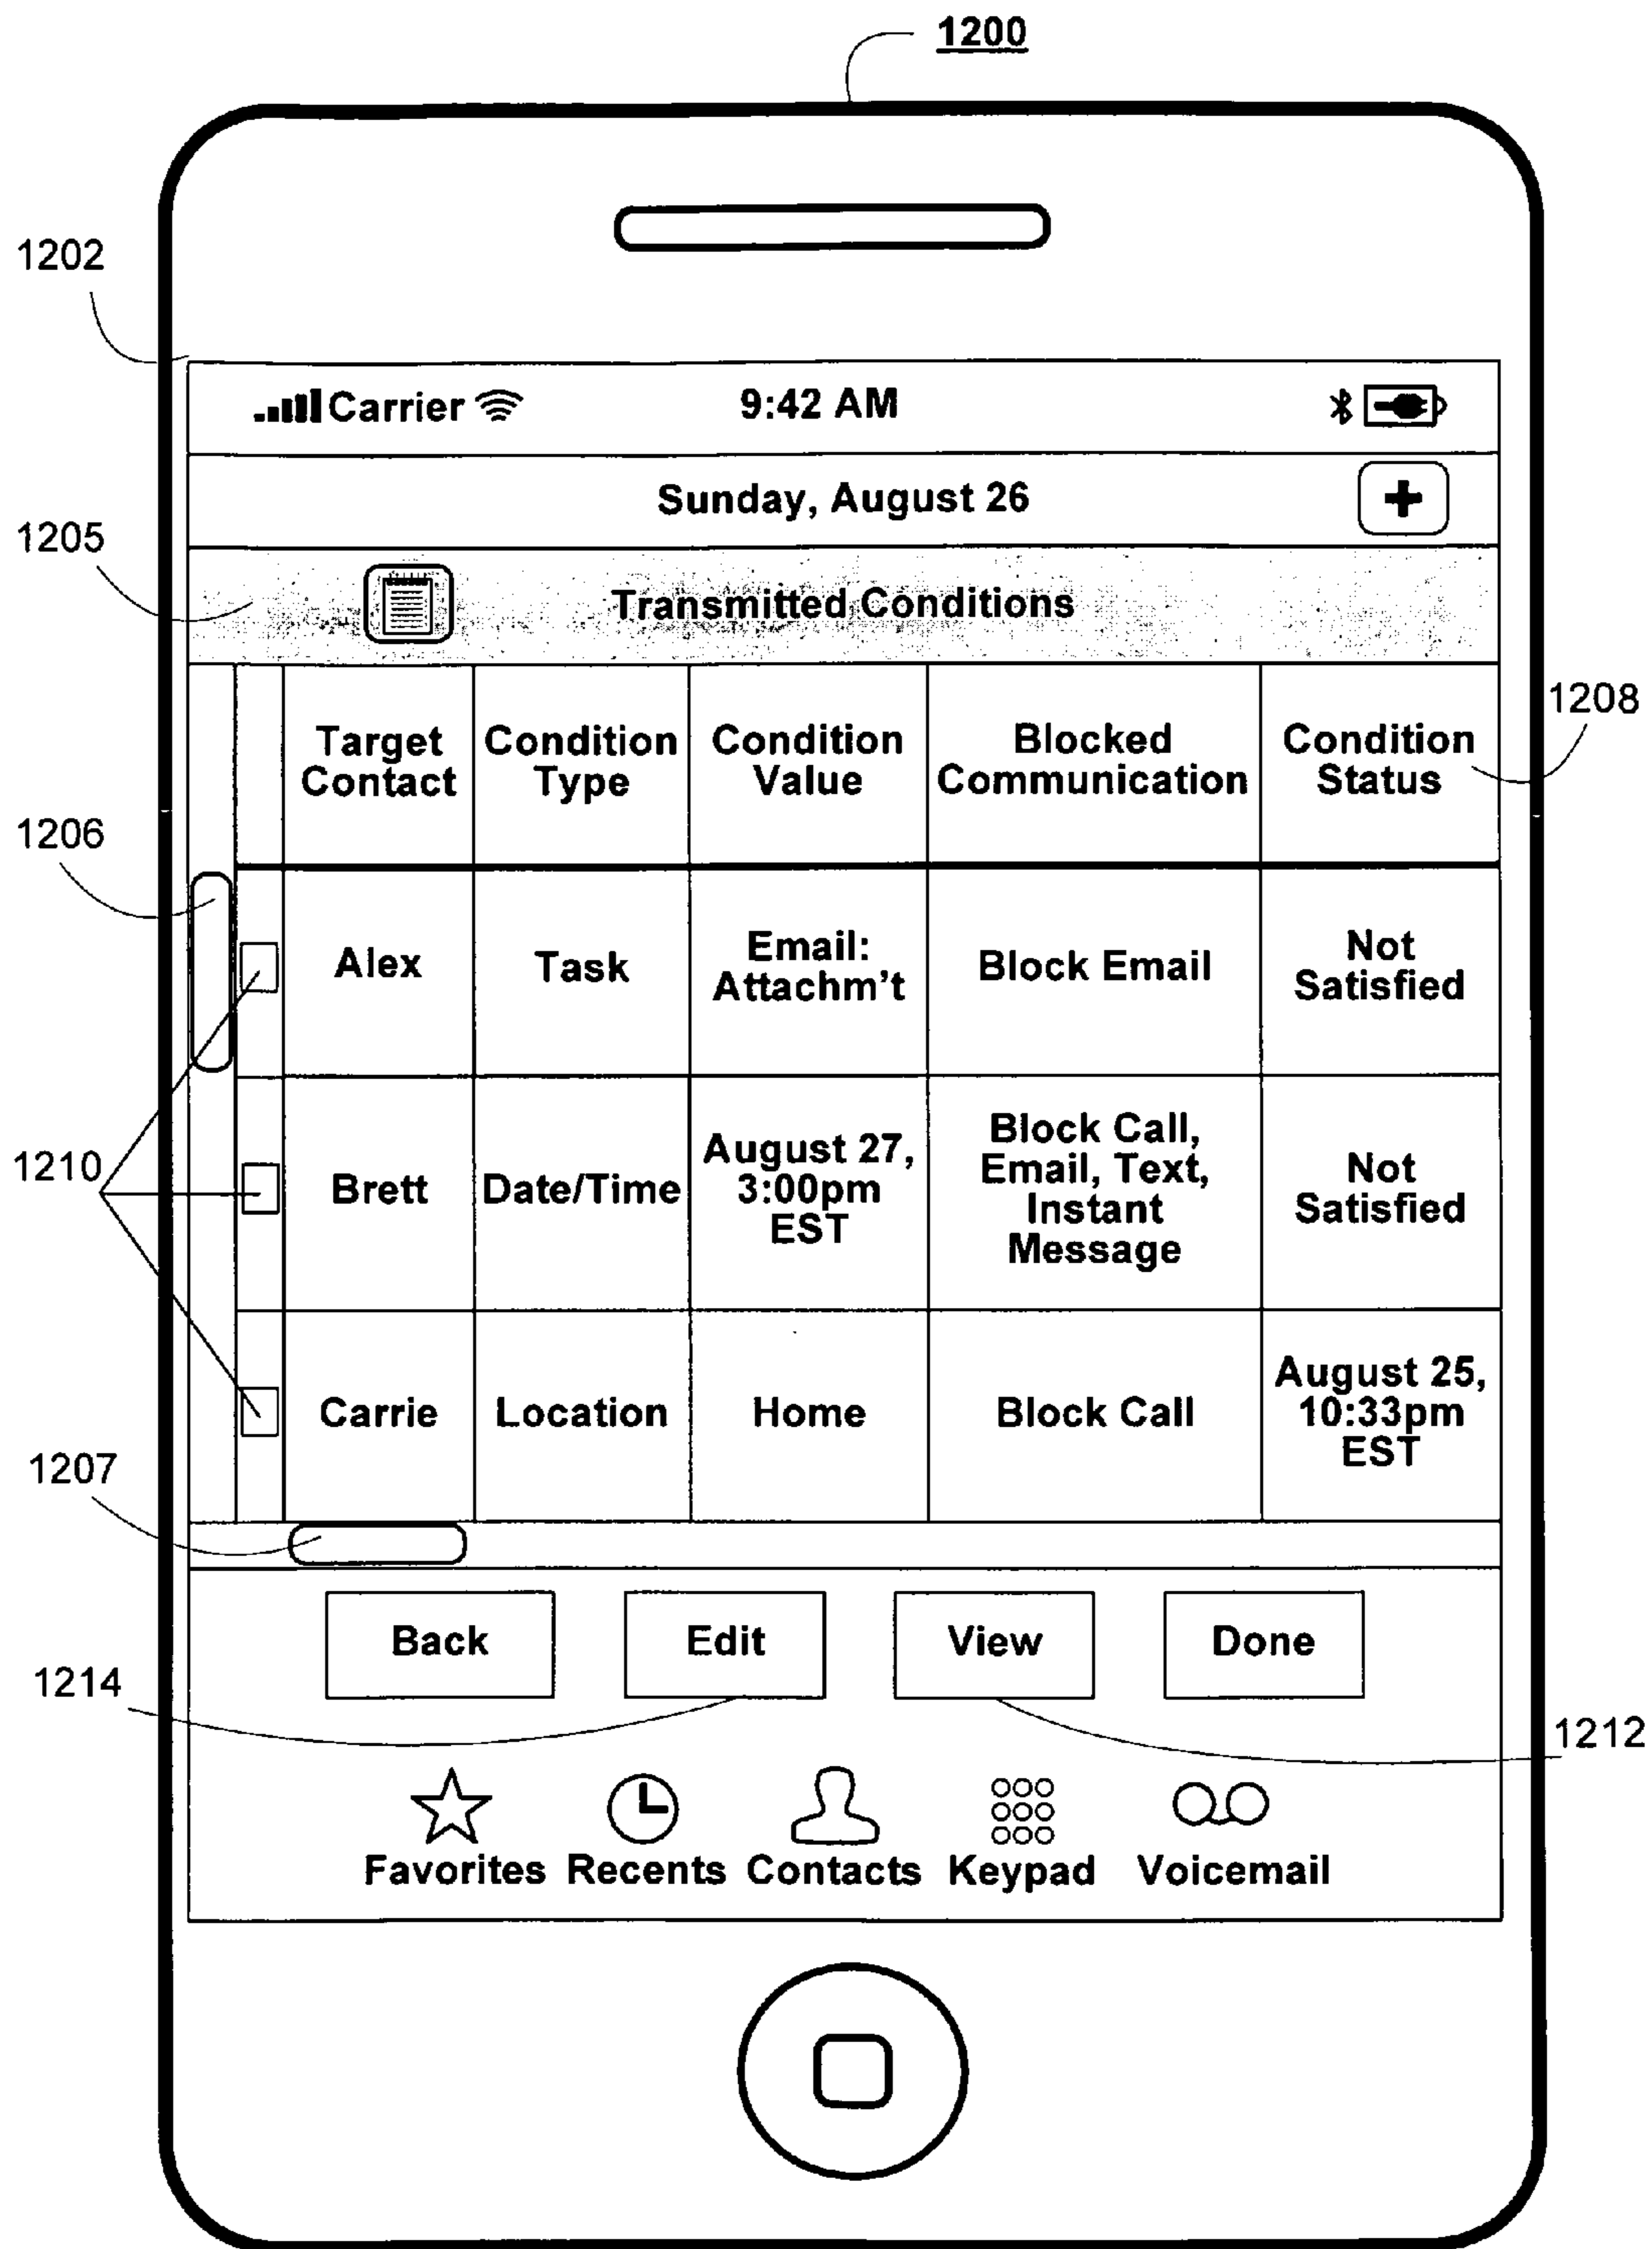 1200
1202
Carrier 9:42 AM
Sunday, August 26
1205
Transmitted Conditions
1208
Target Contact
Condition Type
Condition Value
Blocked Communication
Condition Status
1206
Alex
Task
Email: Attachm't
Block Email
Not Satisfied
1210
Brett
Date/Time
August 27, 3:00pm EST
Block Call, Email, Text, Instant Message
Not Satisfied
Carrie
Location
Home
Block Call
August 25, 10:33pm EST
1207
Back Edit View Done
1214
1212
Favorites Recents Contacts Keypad Voicemail